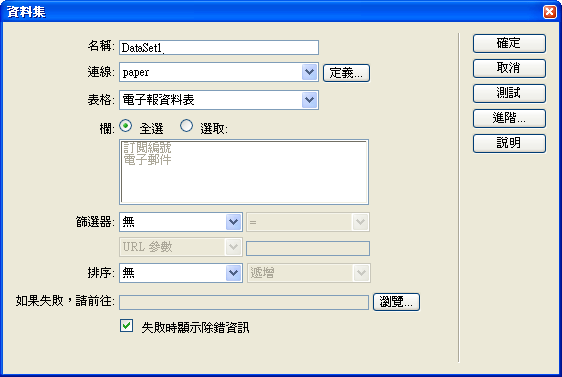 資料集
名稱: DataSet1
連線: paper 定義...
表格: 電子報資料表
欄: 全選 選取:
訂閱編號
電子郵件
篩選器: 無 =
URL 參數
排序: 無 遞增
如果失敗，請前往: 瀏覽...
失敗時顯示除錯資訊
確定
取消
測試
進階...
說明